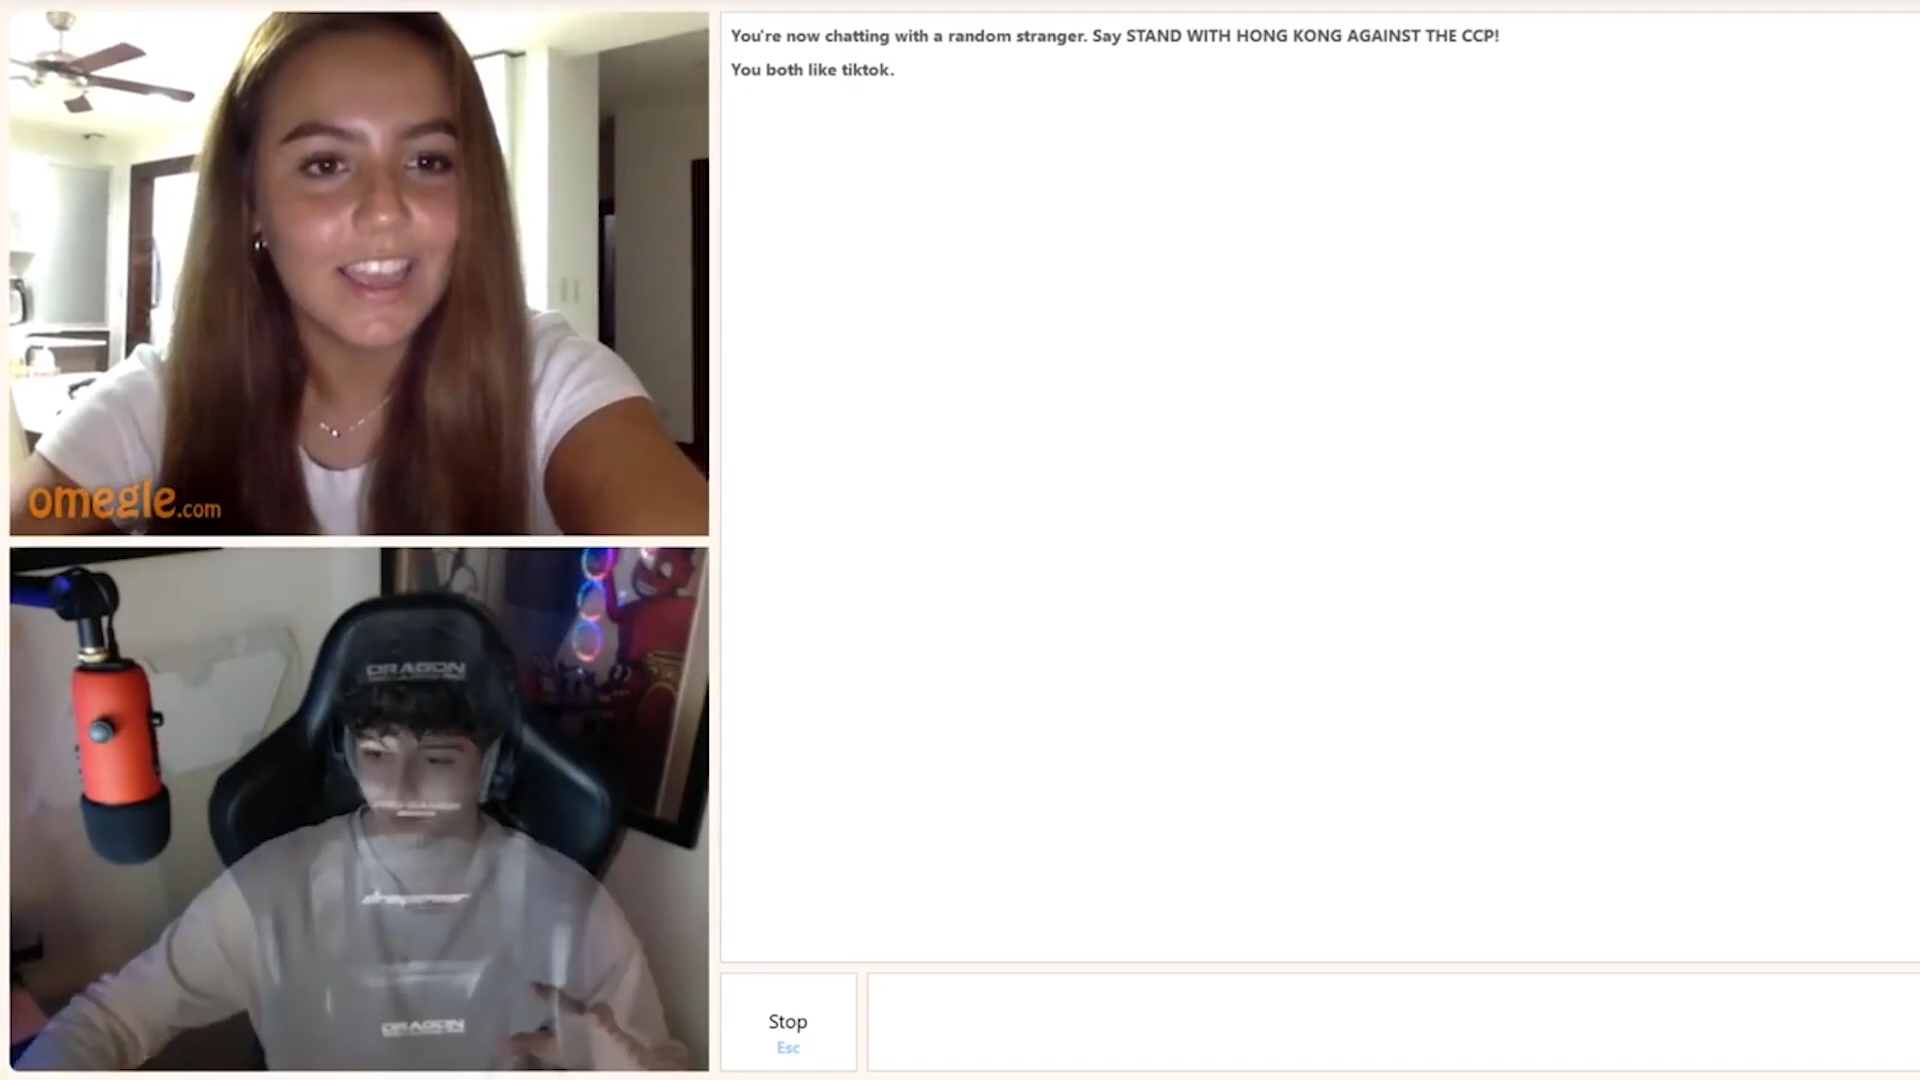 You're now chatting with a random stranger. Say STAND WITH HONG KONG AGAINST THE CCP!
You both like tiktok.
omegle.com
DRAGON
DRAGON
Stop
Esc